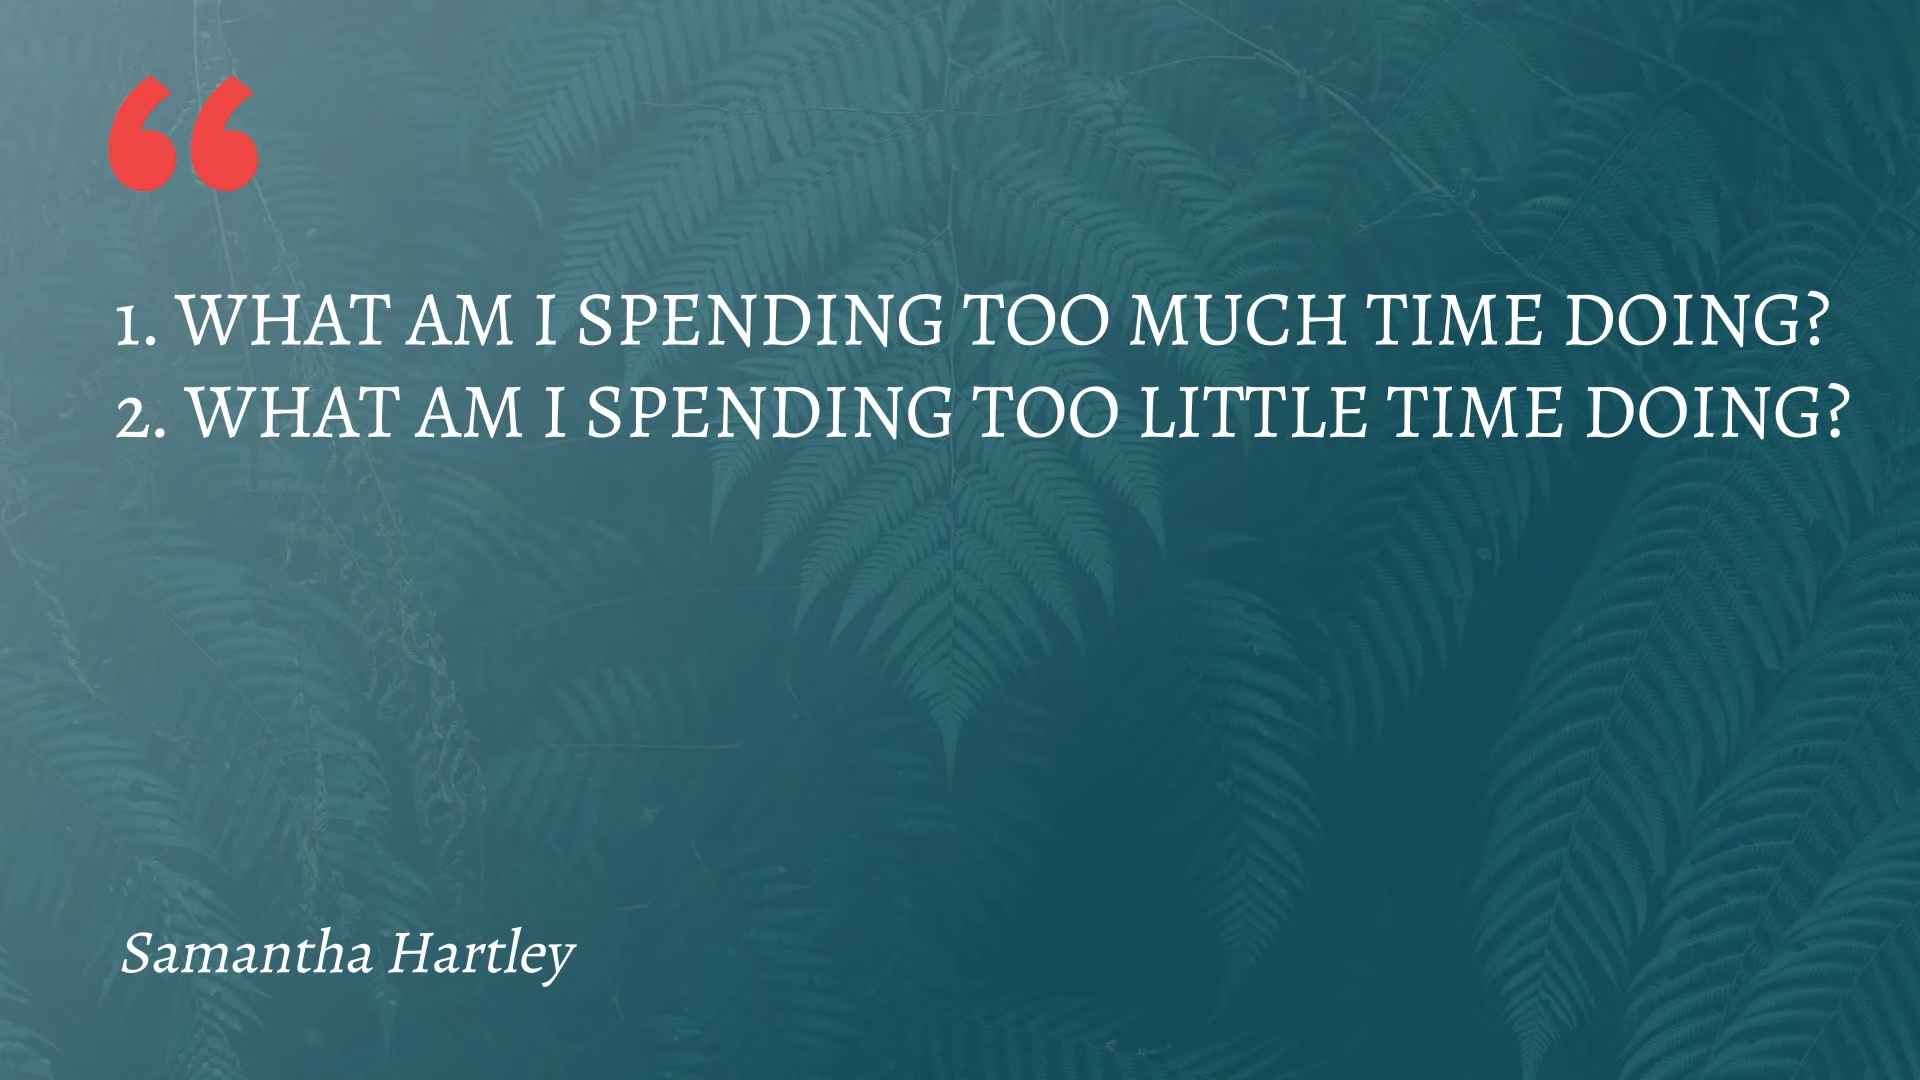 “
1. WHAT AM I SPENDING TOO MUCH TIME DOING?
2. WHAT AM I SPENDING TOO LITTLE TIME DOING?
Samantha Hartley